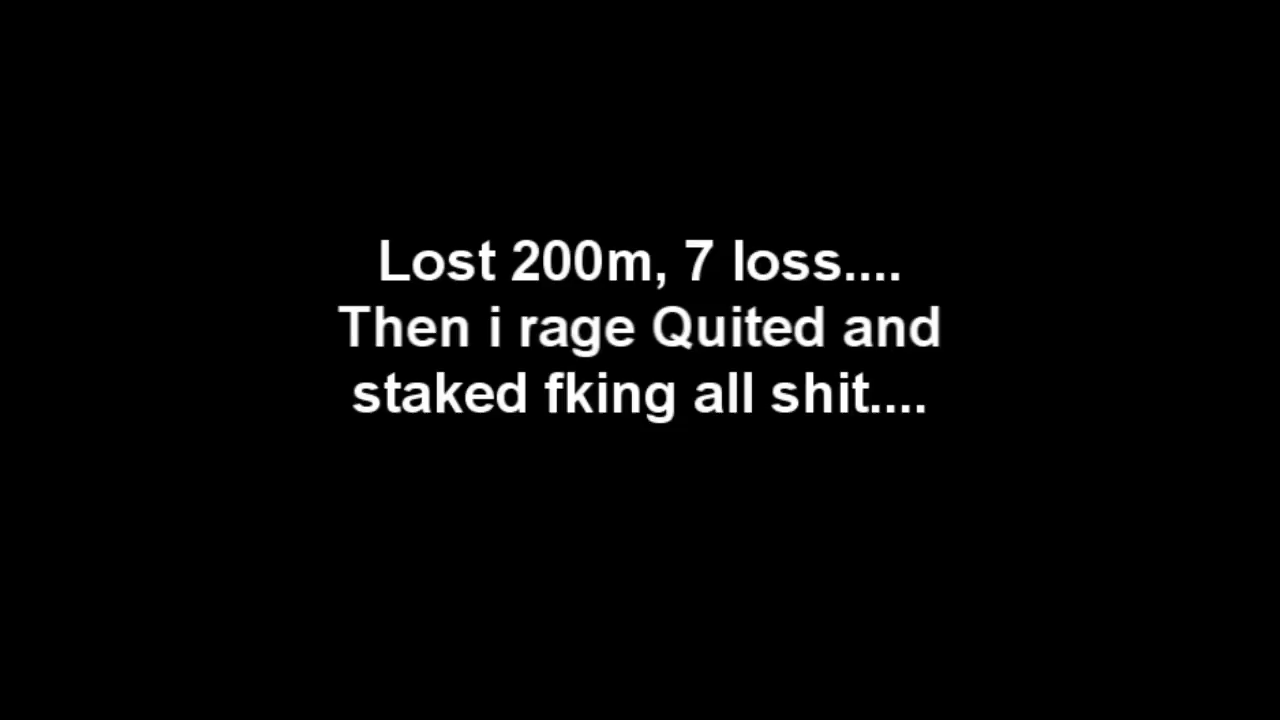 Lost 200m, 7 loss....
Then i rage Quited and
staked fking all shit....